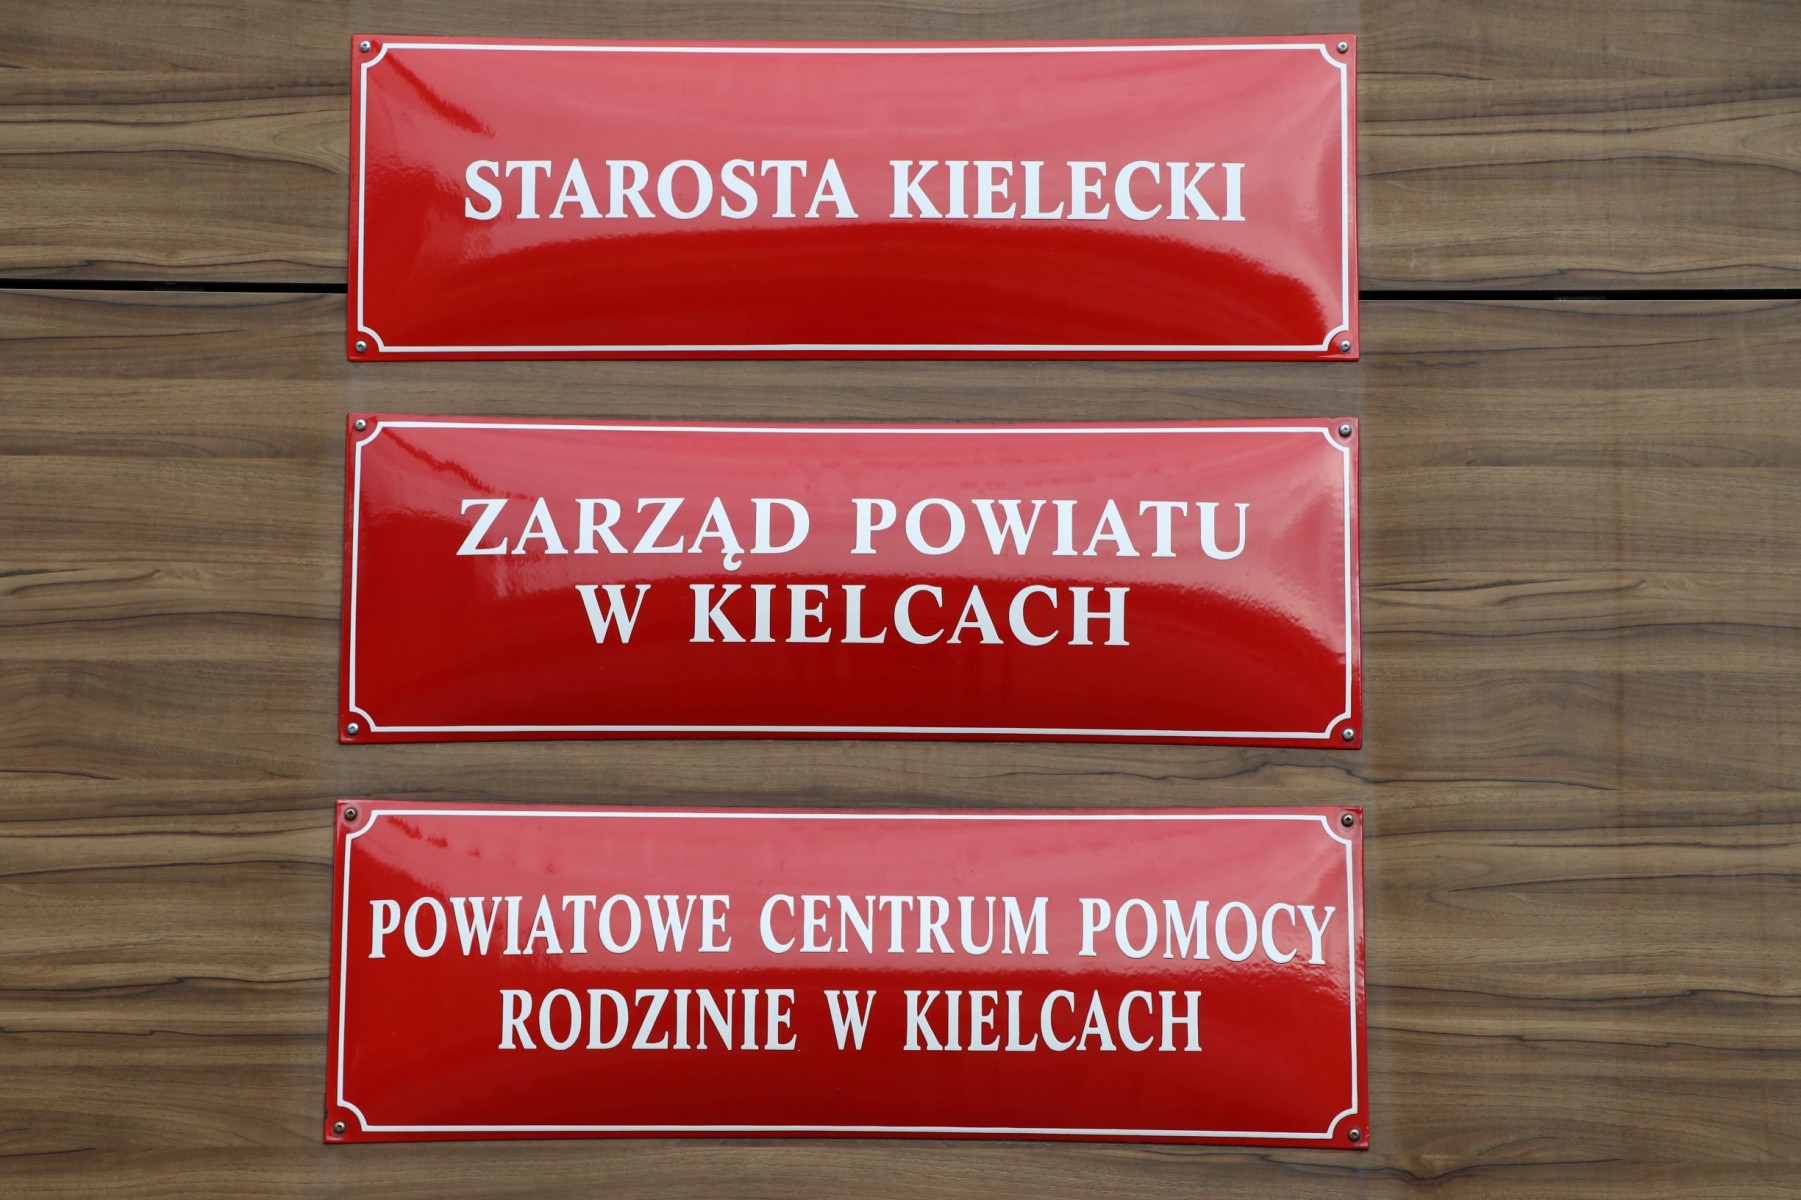 STAROSTA KIELECKI
ZARZĄD POWIATU
W KIELCACH
POWIATOWE CENTRUM POMOCY
RODZINIE W KIELCACH